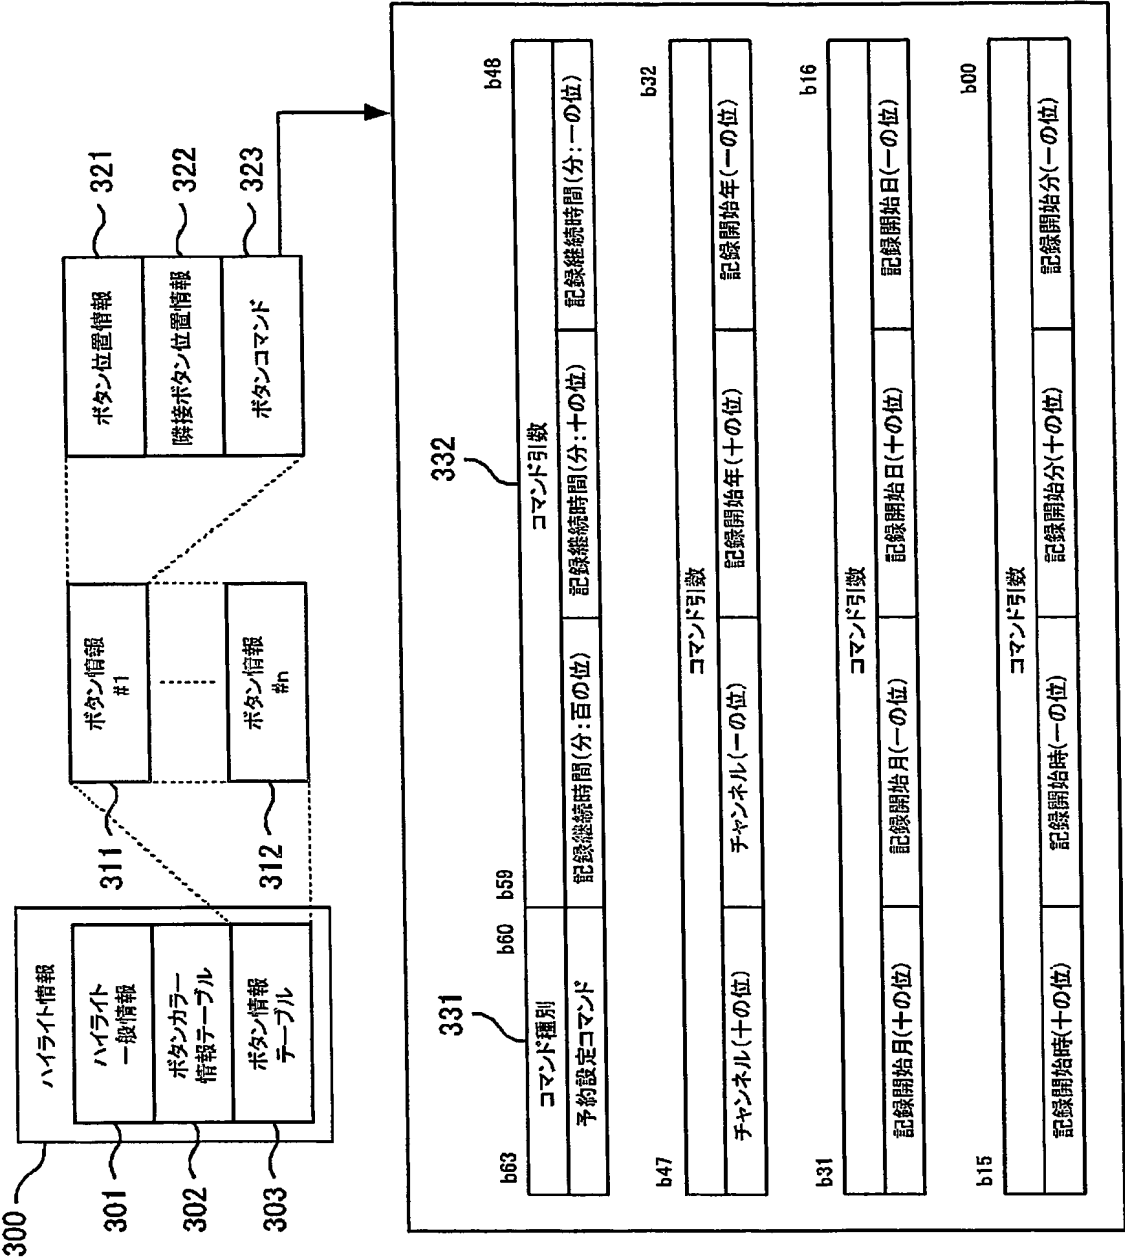 300
ハイライト情報
301
ハイライト
一般情報
302
ボタンカラー
情報テーブル
303
ボタン情報
テーブル
311
ボタン情報
#1
312
ボタン情報
#n
ボタン位置情報
321
隣接ボタン位置情報
322
ボタンコマンド
323
331
332
b63
b60
b59
b48
コマンド種別
コマンド引数
予約設定コマンド
記録継続時間(分:百の位)
記録継続時間(分:十の位)
記録継続時間(分:一の位)
b47
b32
コマンド引数
チャンネル(十の位)
チャンネル(一の位)
記録開始年(十の位)
記録開始年(一の位)
b31
b16
コマンド引数
記録開始月(十の位)
記録開始月(一の位)
記録開始日(十の位)
記録開始日(一の位)
b15
b00
コマンド引数
記録開始時(十の位)
記録開始時(一の位)
記録開始分(十の位)
記録開始分(一の位)